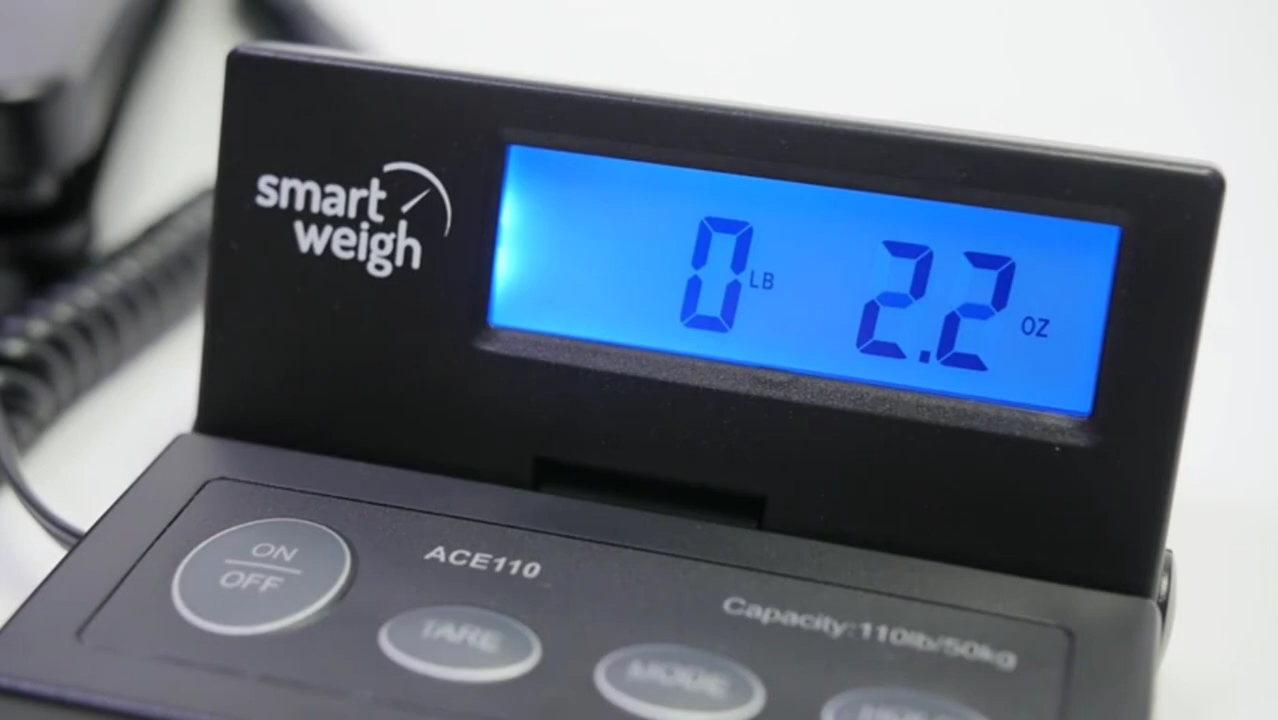 smart
weigh
0 LB 2.2 OZ
ON
OFF
ACE110
TARE
Capacity:110lb/50kg
MODE